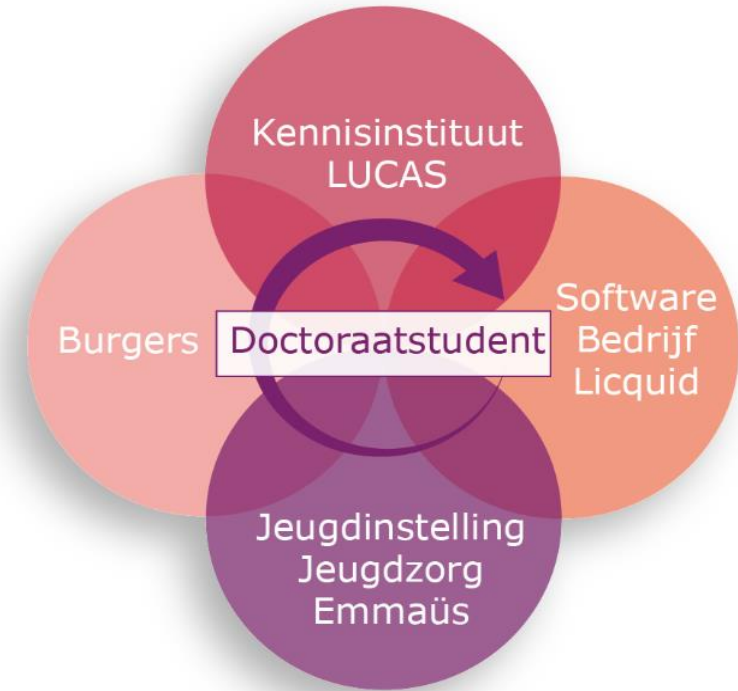 Kennisinstituut
LUCAS
Burgers
Doctoraatstudent
Software
Bedrijf
Licquid
Jeugdinstelling
Jeugdzorg
Emmaüs